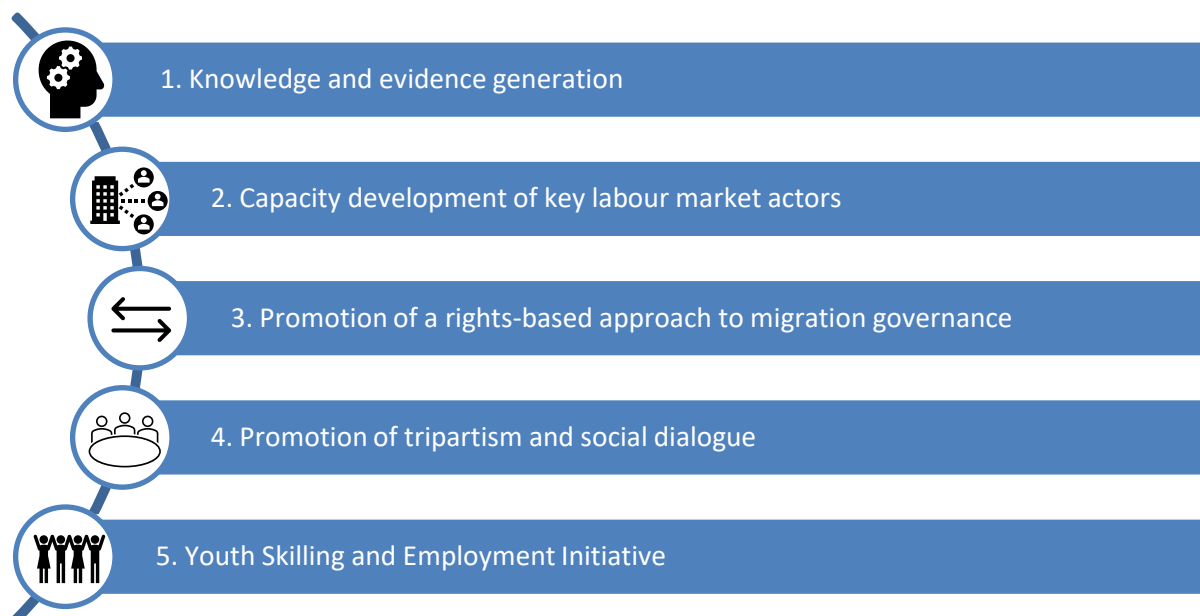 1. Knowledge and evidence generation
2. Capacity development of key labour market actors
3. Promotion of a rights-based approach to migration governance
4. Promotion of tripartism and social dialogue
5. Youth Skilling and Employment Initiative